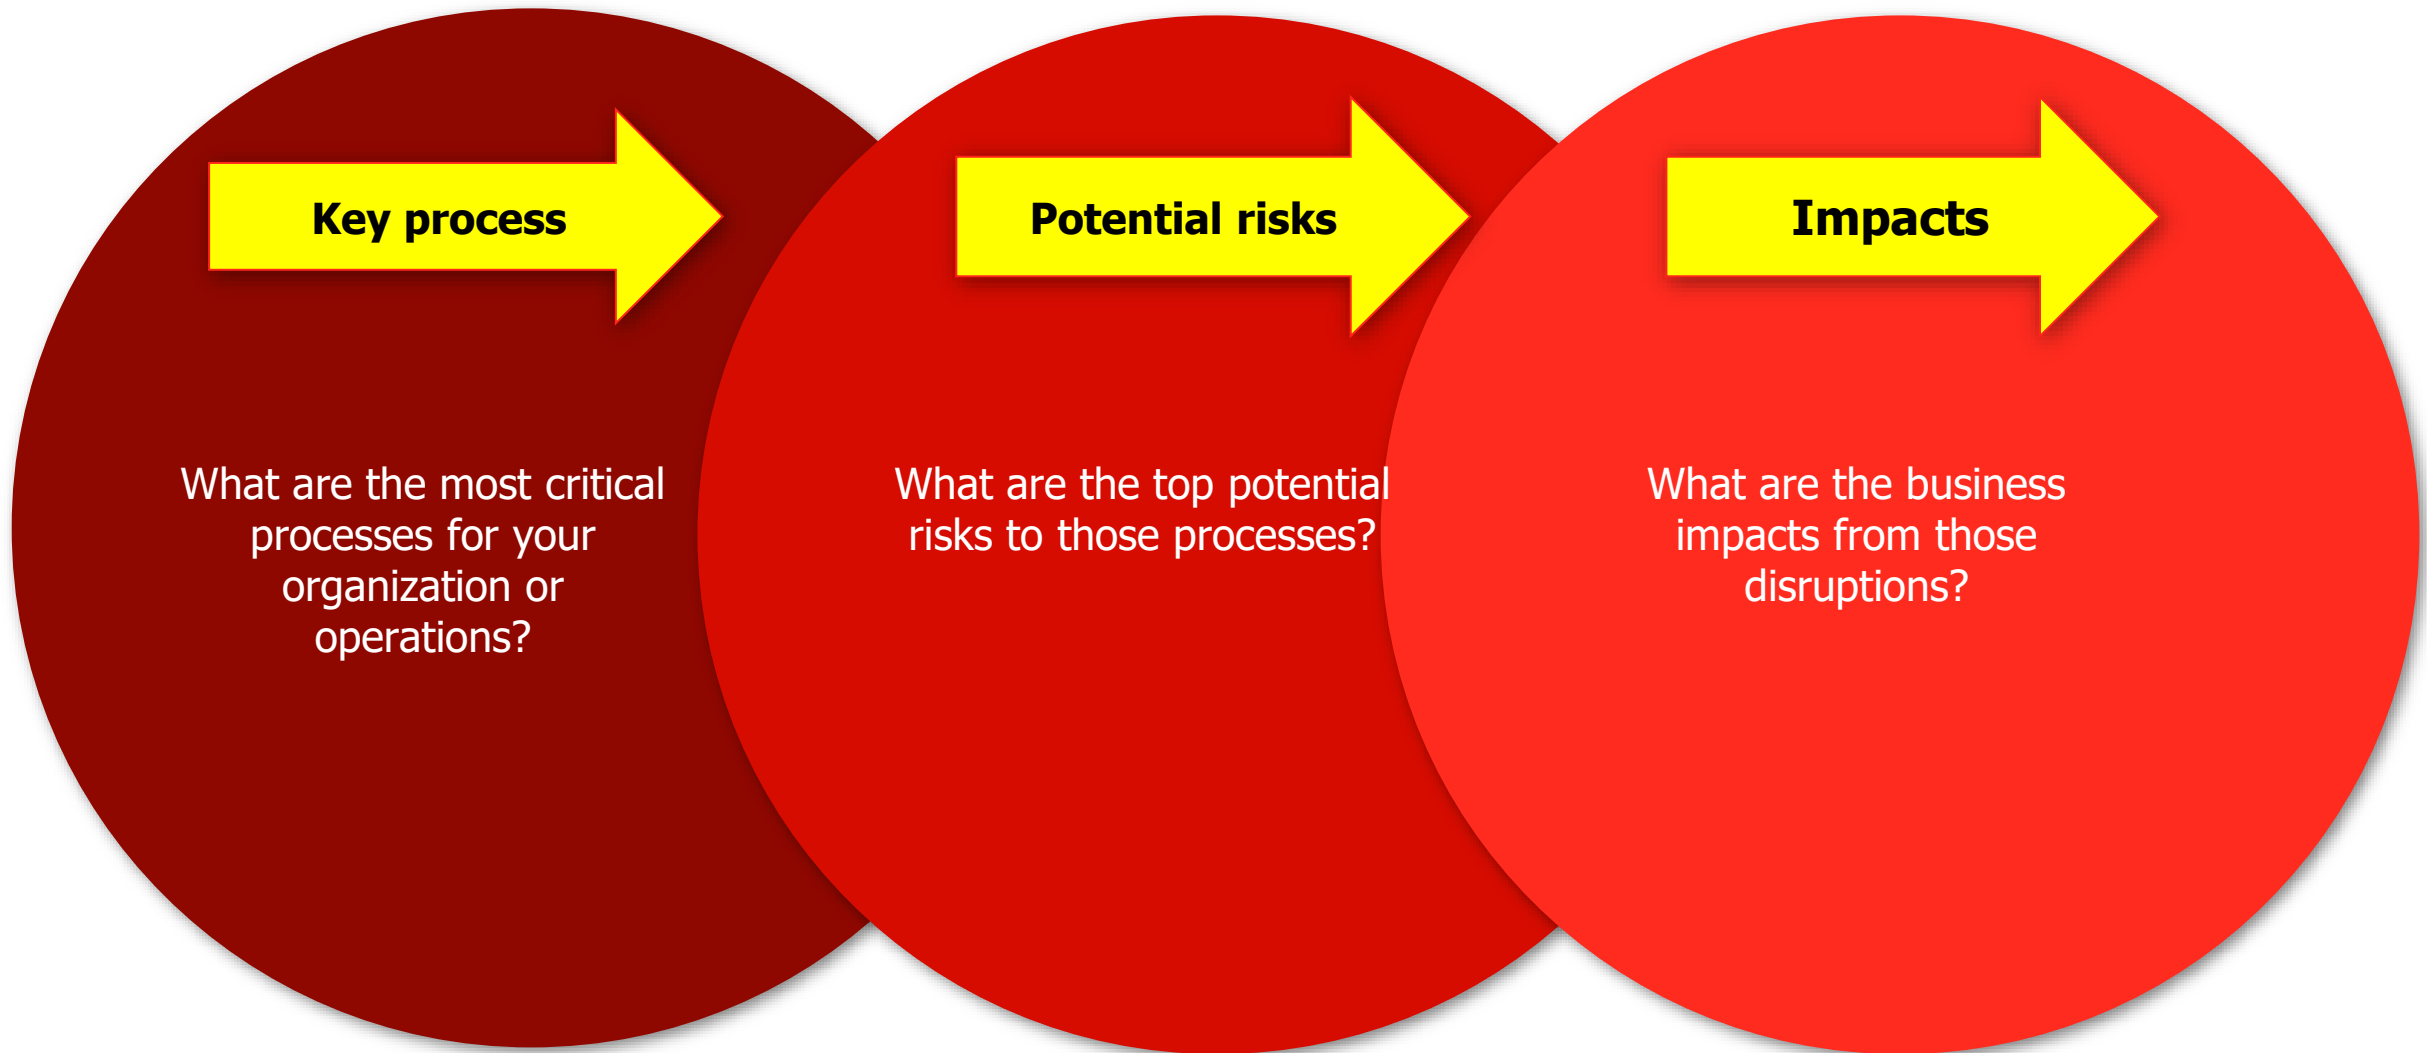 Key process
What are the most critical
processes for your
organization or
operations?
Potential risks
What are the top potential
risks to those processes?
Impacts
What are the business
impacts from those
disruptions?